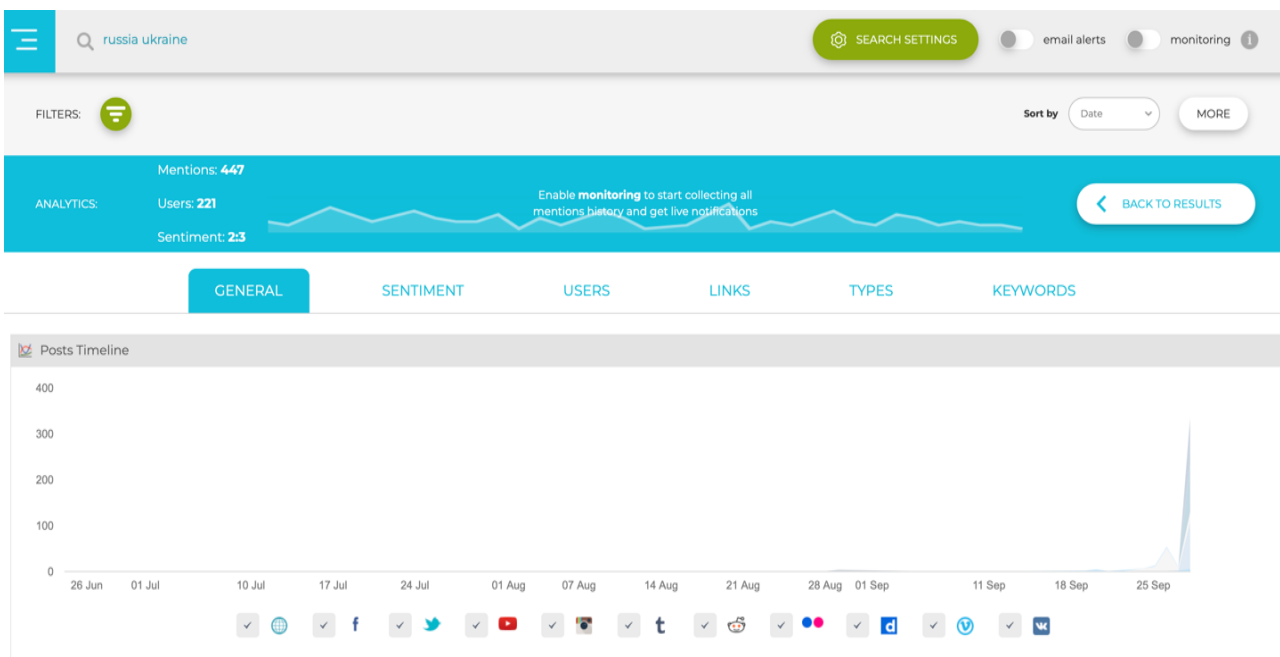 russia ukraine
SEARCH SETTINGS
email alerts
monitoring
FILTERS:
Sort by
Date
MORE
ANALYTICS:
Mentions: 447
Users: 221
Sentiment: 2:3
Enable monitoring to start collecting all
mentions history and get live notifications
BACK TO RESULTS
GENERAL SENTIMENT USERS LINKS TYPES KEYWORDS
Posts Timeline
400
300
200
100
0
26 Jun 01 Jul 10 Jul 17 Jul 24 Jul 01 Aug 07 Aug 14 Aug 21 Aug 28 Aug 01 Sep 11 Sep 18 Sep 25 Sep